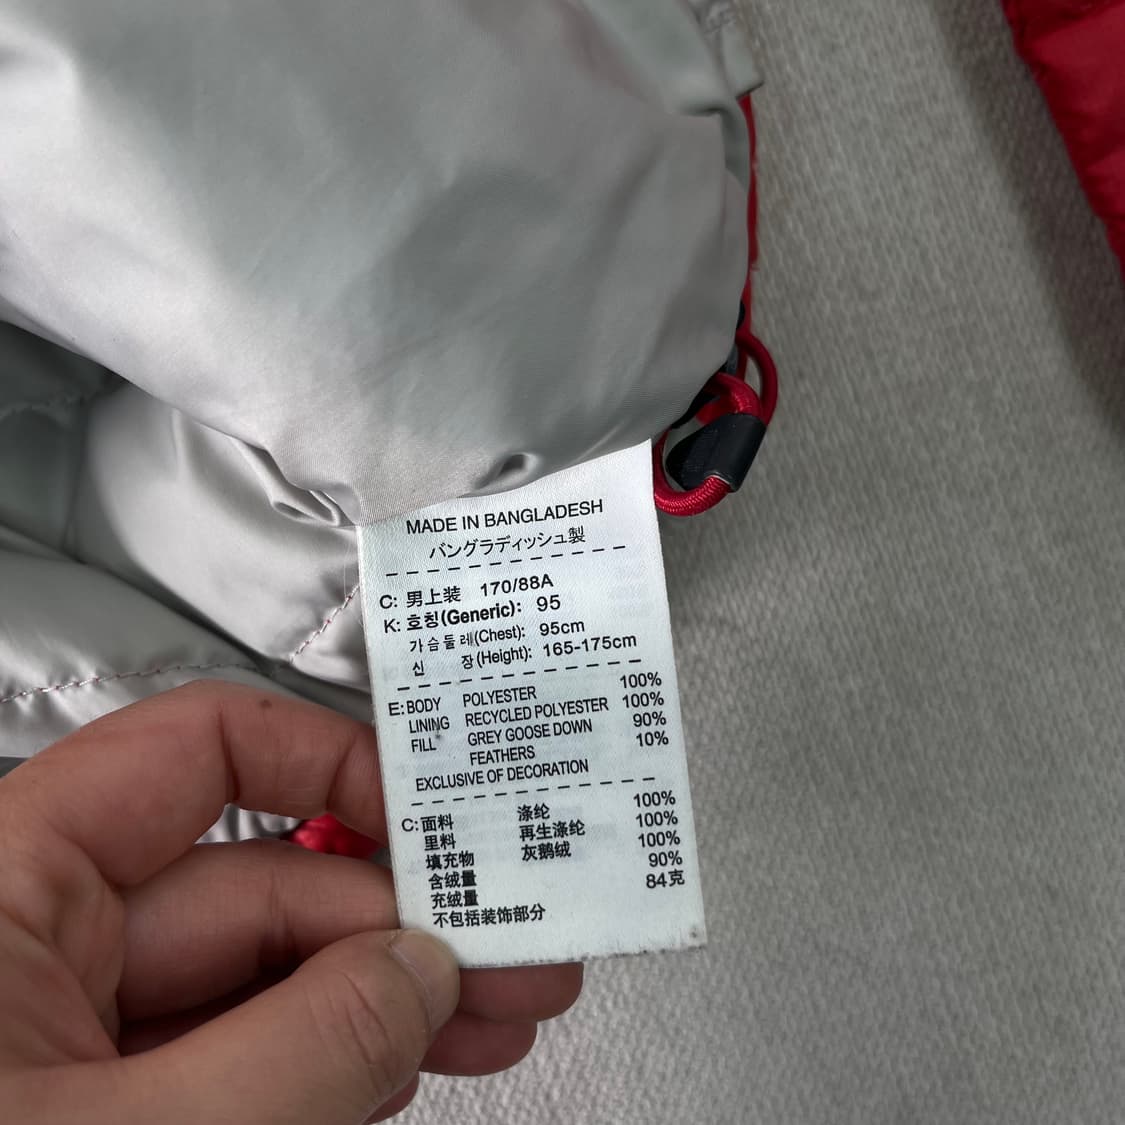 MADE IN BANGLADESH
バングラディッシュ製
C: 男上装 170/88A
K: 호칭(Generic): 95
가슴둘레(Chest): 95cm
신 장(Height): 165-175cm
E: BODY POLYESTER 100%
LINING RECYCLED POLYESTER 100%
FILL GREY GOOSE DOWN 90%
FEATHERS 10%
EXCLUSIVE OF DECORATION
C: 面料 涤纶 100%
里料 再生涤纶 100%
填充物 灰鹅绒 100%
含绒量 90%
充绒量 84克
不包括装饰部分